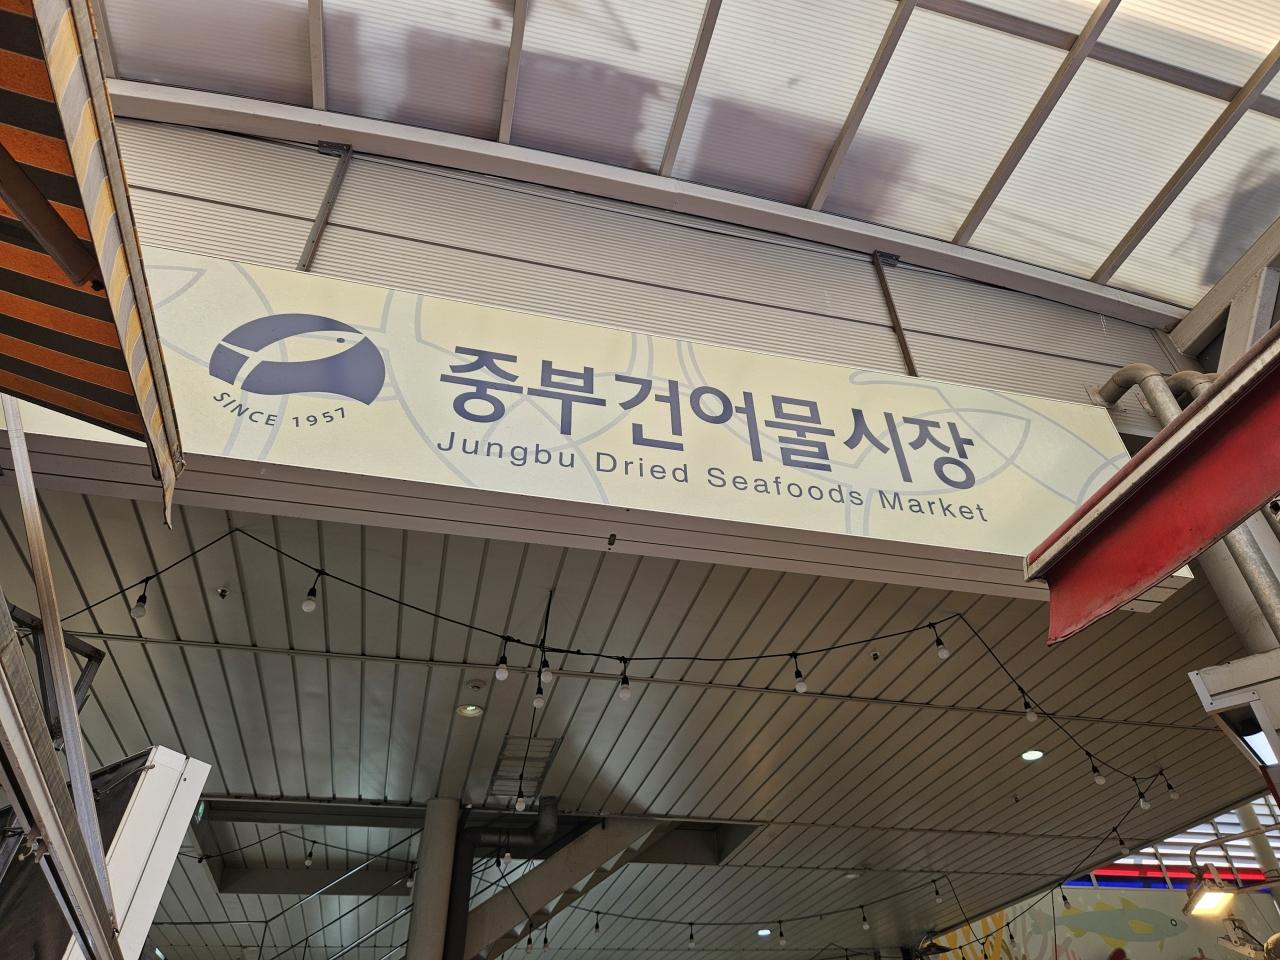 중부건어물시장
Jungbu Dried Seafoods Market
SINCE 1957